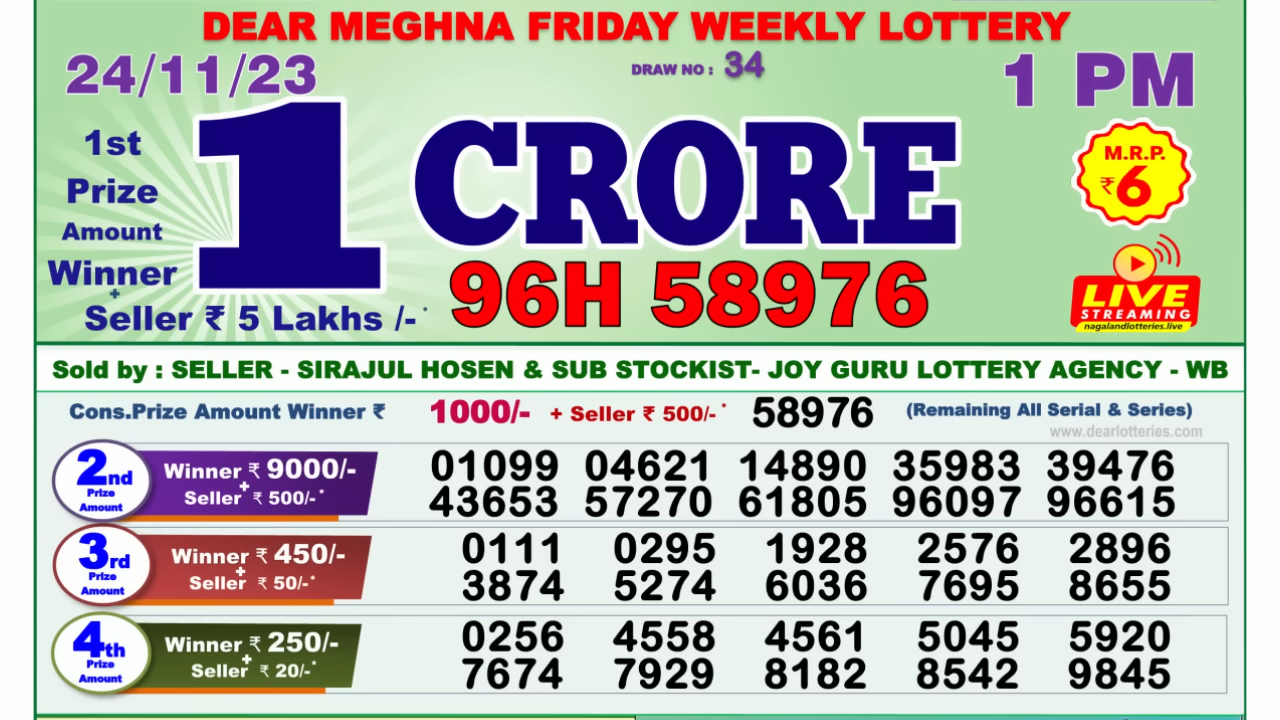 DEAR MEGHNA FRIDAY WEEKLY LOTTERY
24/11/23
DRAW NO : 34
1 PM
1st
Prize
Amount
Winner
+
Seller ₹ 5 Lakhs /-*
1 CRORE
96H 58976
M.R.P.
₹6
LIVE
STREAMING
nagalandlotteries.live
Sold by : SELLER - SIRAJUL HOSEN & SUB STOCKIST- JOY GURU LOTTERY AGENCY - WB
Cons.Prize Amount Winner ₹ 1000/- + Seller ₹ 500/-* 58976 (Remaining All Serial & Series)
www.dearlotteries.com
2nd
Prize
Amount
Winner ₹ 9000/-
+
Seller ₹ 500/-*
01099 04621 14890 35983 39476
43653 57270 61805 96097 96615
3rd
Prize
Amount
Winner ₹ 450/-
+
Seller ₹ 50/-*
0111 0295 1928 2576 2896
3874 5274 6036 7695 8655
4th
Prize
Amount
Winner ₹ 250/-
+
Seller ₹ 20/-*
0256 4558 4561 5045 5920
7674 7929 8182 8542 9845